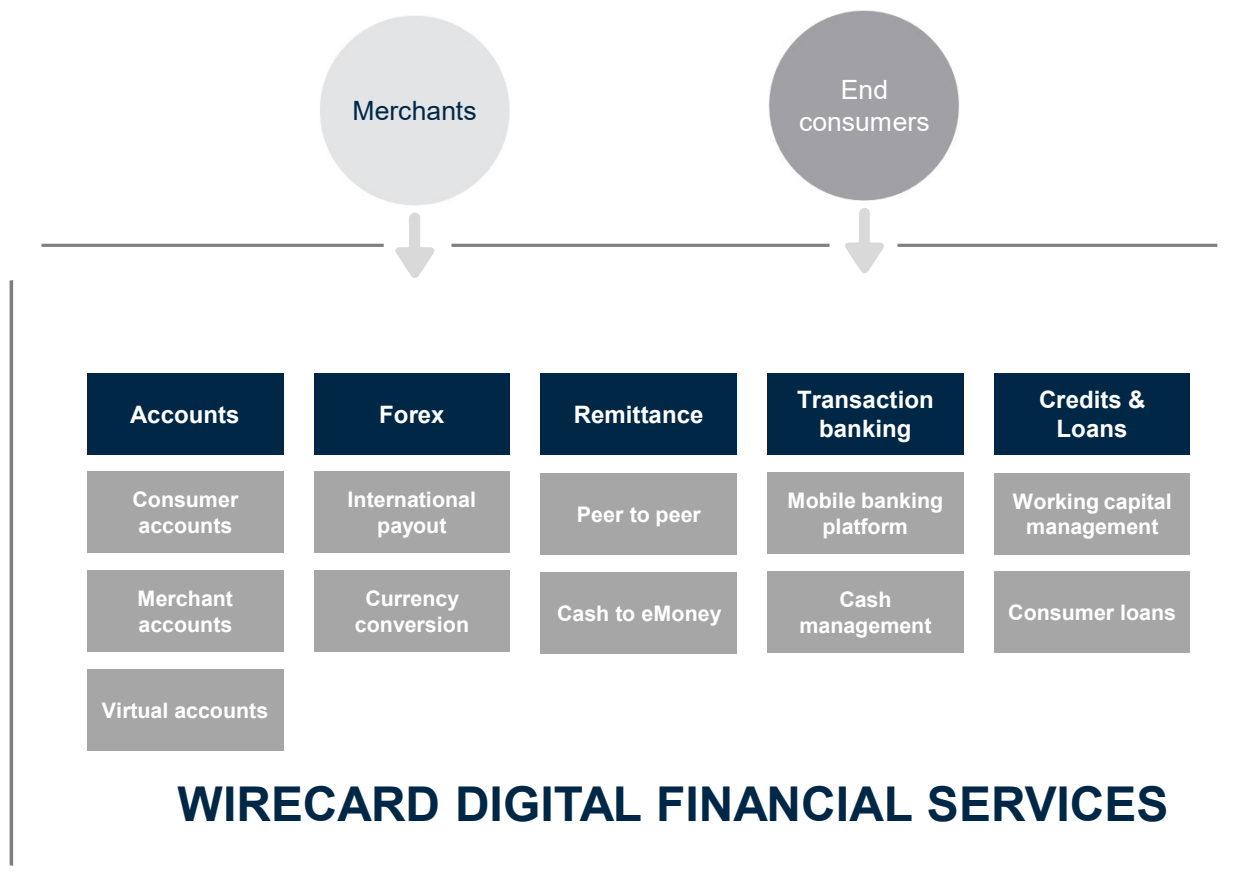 Merchants
End
consumers
Accounts
Forex
Remittance
Transaction
banking
Credits &
Loans
Consumer
accounts
International
payout
Peer to peer
Mobile banking
platform
Working capital
management
Merchant
accounts
Currency
conversion
Cash to eMoney
Cash
management
Consumer loans
Virtual accounts
WIRECARD DIGITAL FINANCIAL SERVICES